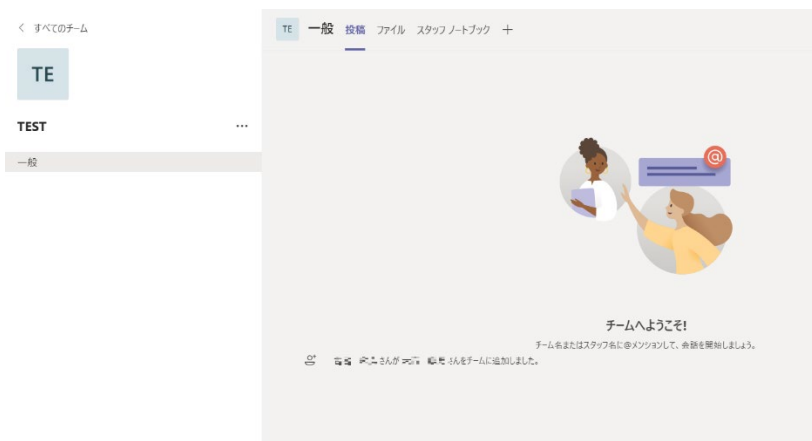 く すべてのチーム
TE
TEST
…
一般
TE 一般 投稿 ファイル スタッフ ノートブック +
@
チームへようこそ!
チーム名またはスタッフ名に@メンションして、会話を開始しましょう。
さんが さんをチームに追加しました。